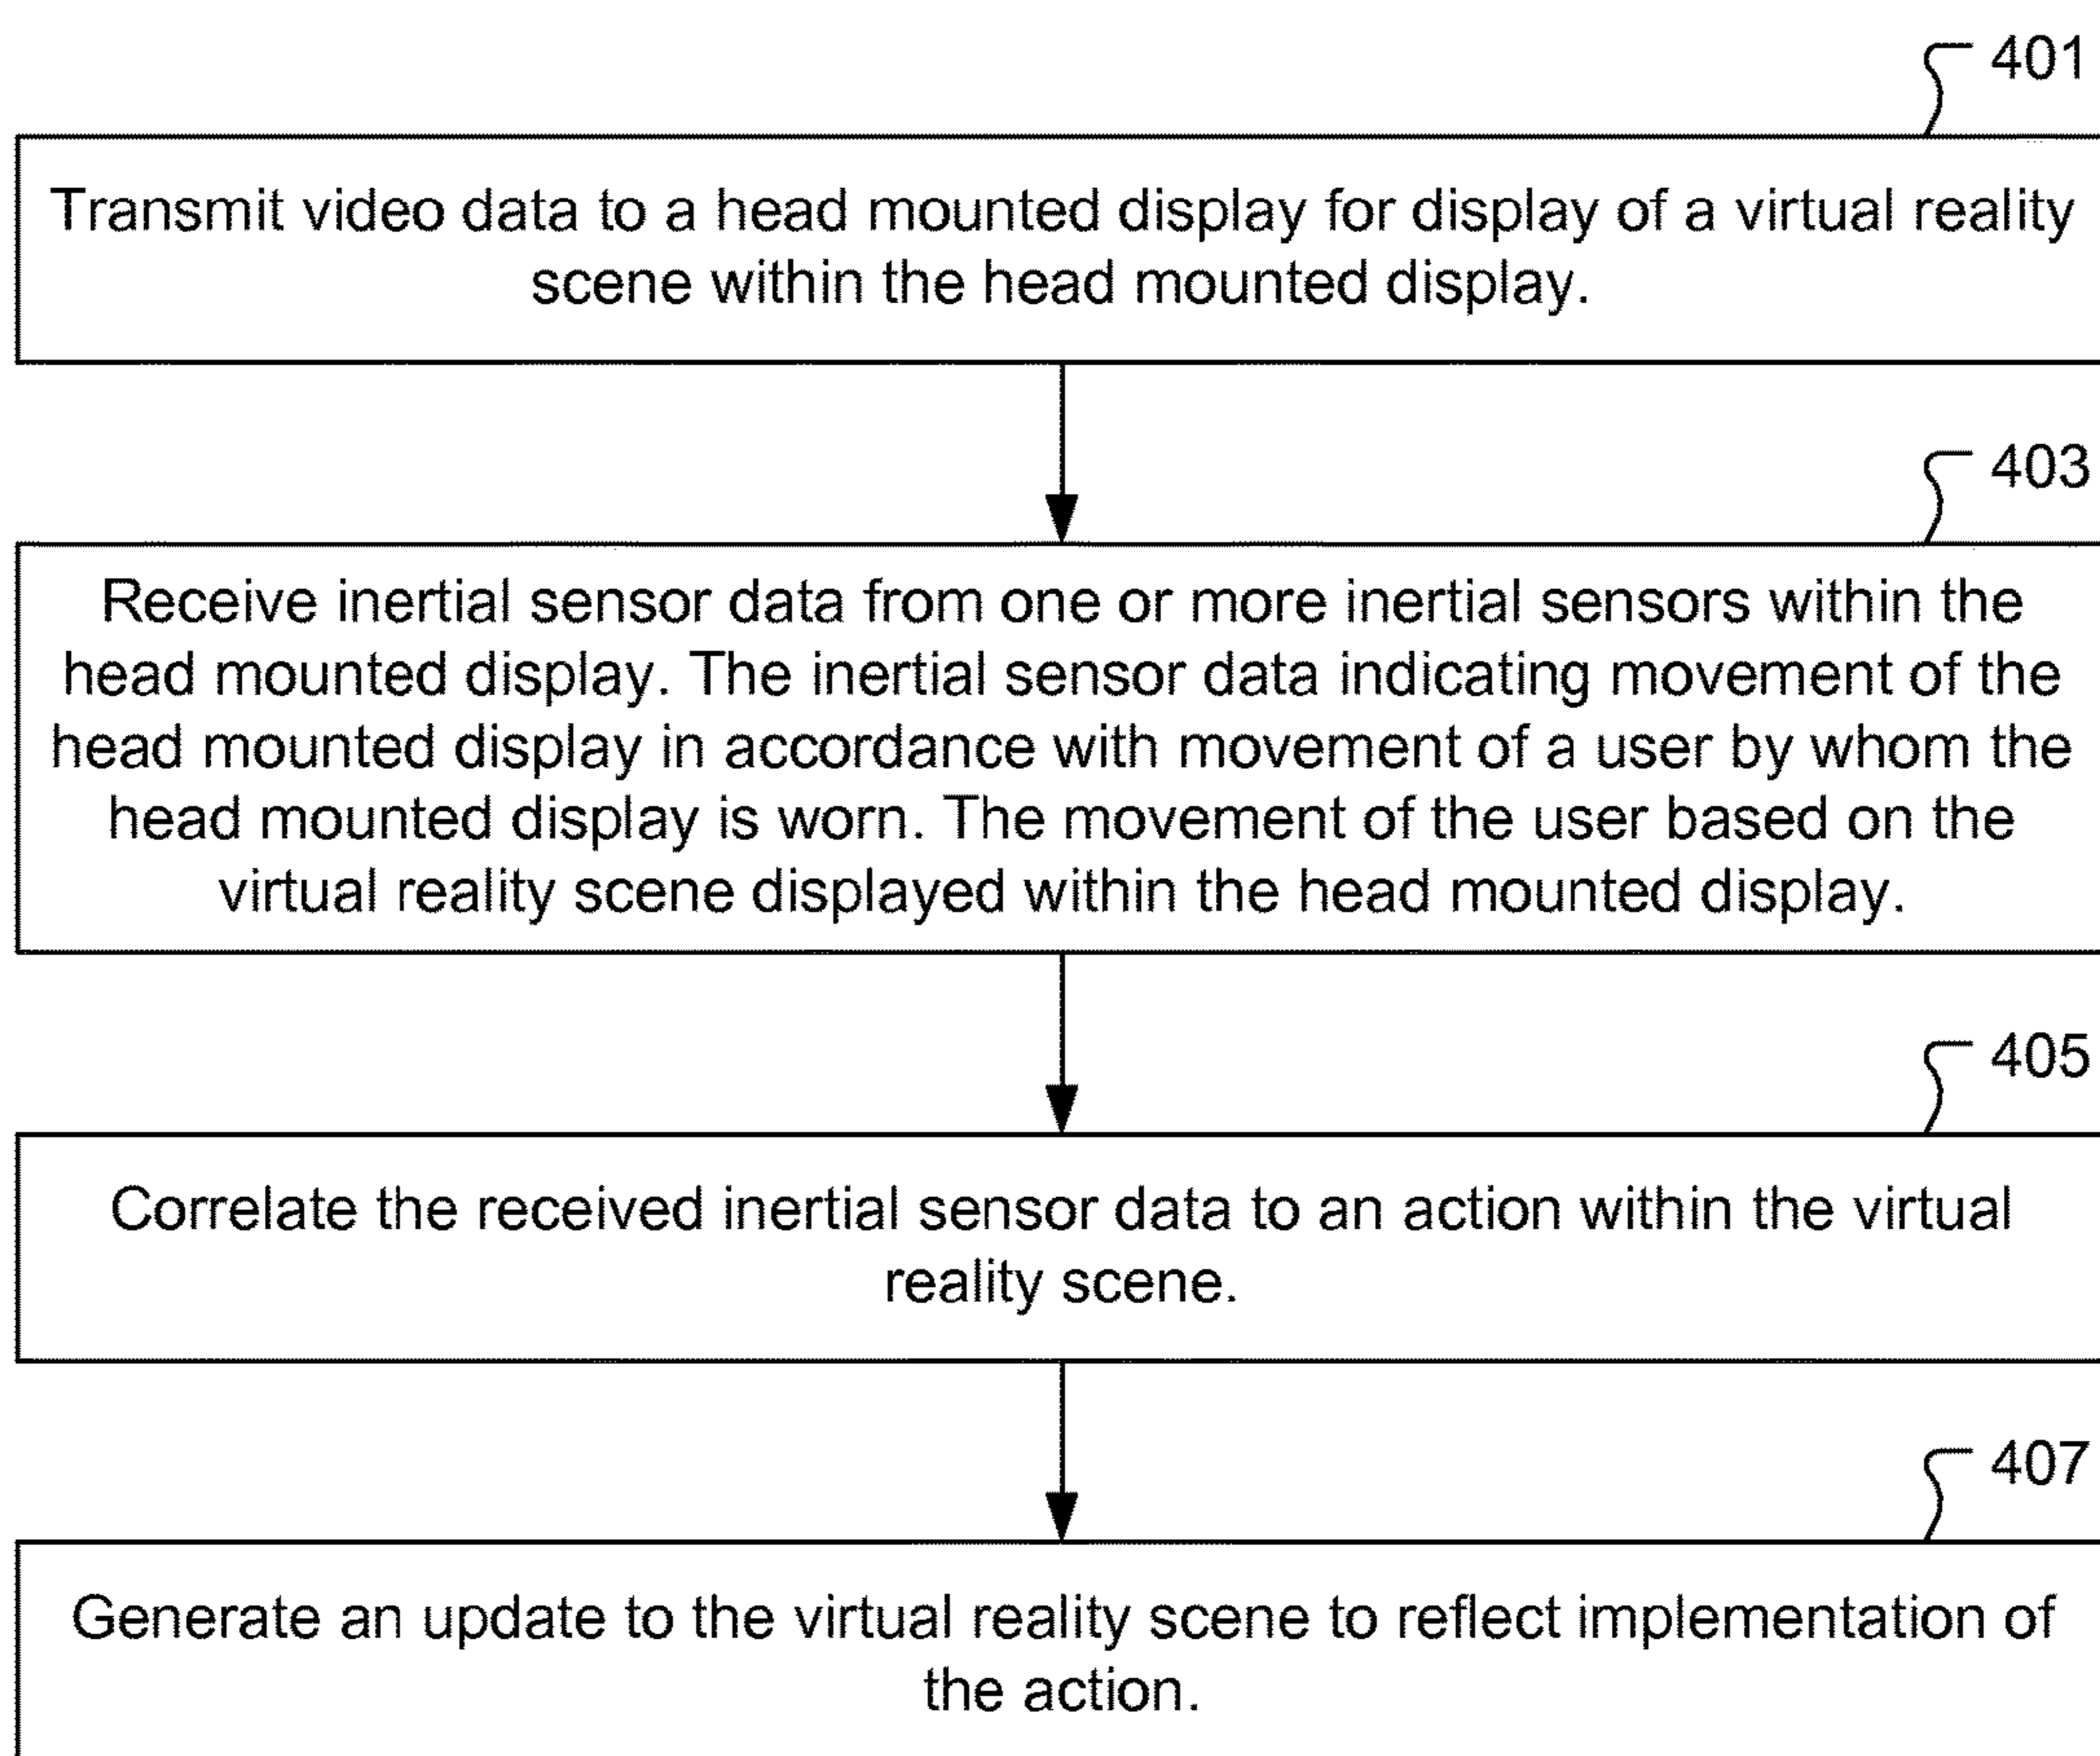 401
Transmit video data to a head mounted display for display of a virtual reality
scene within the head mounted display.
403
Receive inertial sensor data from one or more inertial sensors within the
head mounted display. The inertial sensor data indicating movement of the
head mounted display in accordance with movement of a user by whom the
head mounted display is worn. The movement of the user based on the
virtual reality scene displayed within the head mounted display.
405
Correlate the received inertial sensor data to an action within the virtual
reality scene.
407
Generate an update to the virtual reality scene to reflect implementation of
the action.